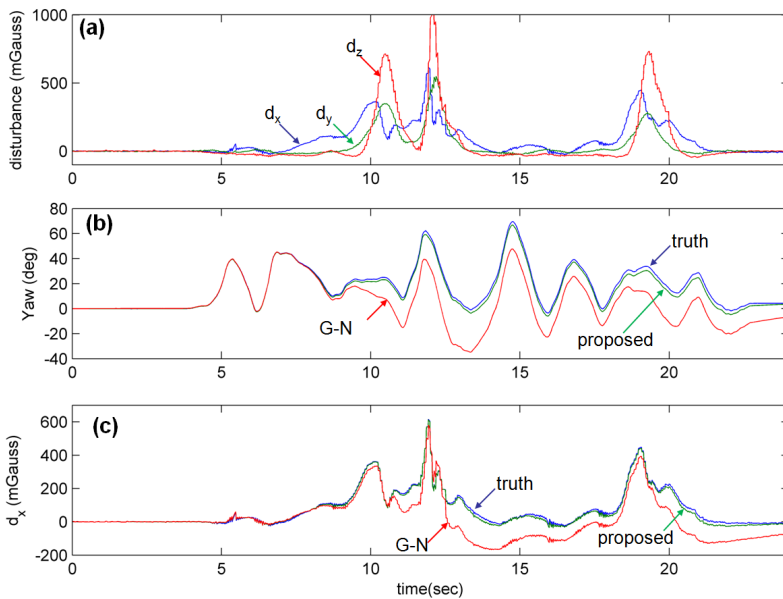 (a)
disturbance (mGauss)
1000
500
0
d_x
d_y
d_z
0 5 10 15 20
(b)
Yaw (deg)
80
60
40
20
0
-20
-40
truth
G-N
proposed
0 5 10 15 20
(c)
d_x (mGauss)
600
400
200
0
-200
truth
G-N
proposed
0 5 10 15 20
time(sec)